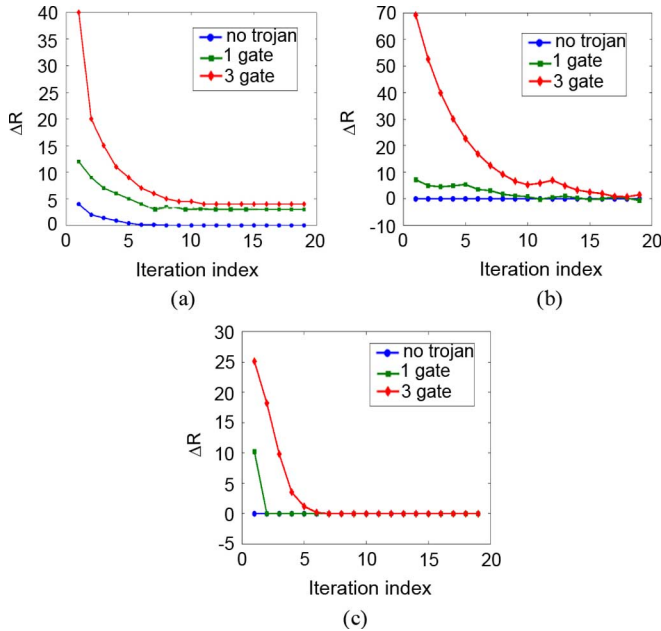 40
35
30
25
20
15
10
5
0
0 5 10 15 20
ΔR
Iteration index
no trojan
1 gate
3 gate
(a)
70
60
50
40
30
20
10
0
-10
0 5 10 15 20
ΔR
Iteration index
no trojan
1 gate
3 gate
(b)
30
25
20
15
10
5
0
-5
0 5 10 15 20
ΔR
Iteration index
no trojan
1 gate
3 gate
(c)